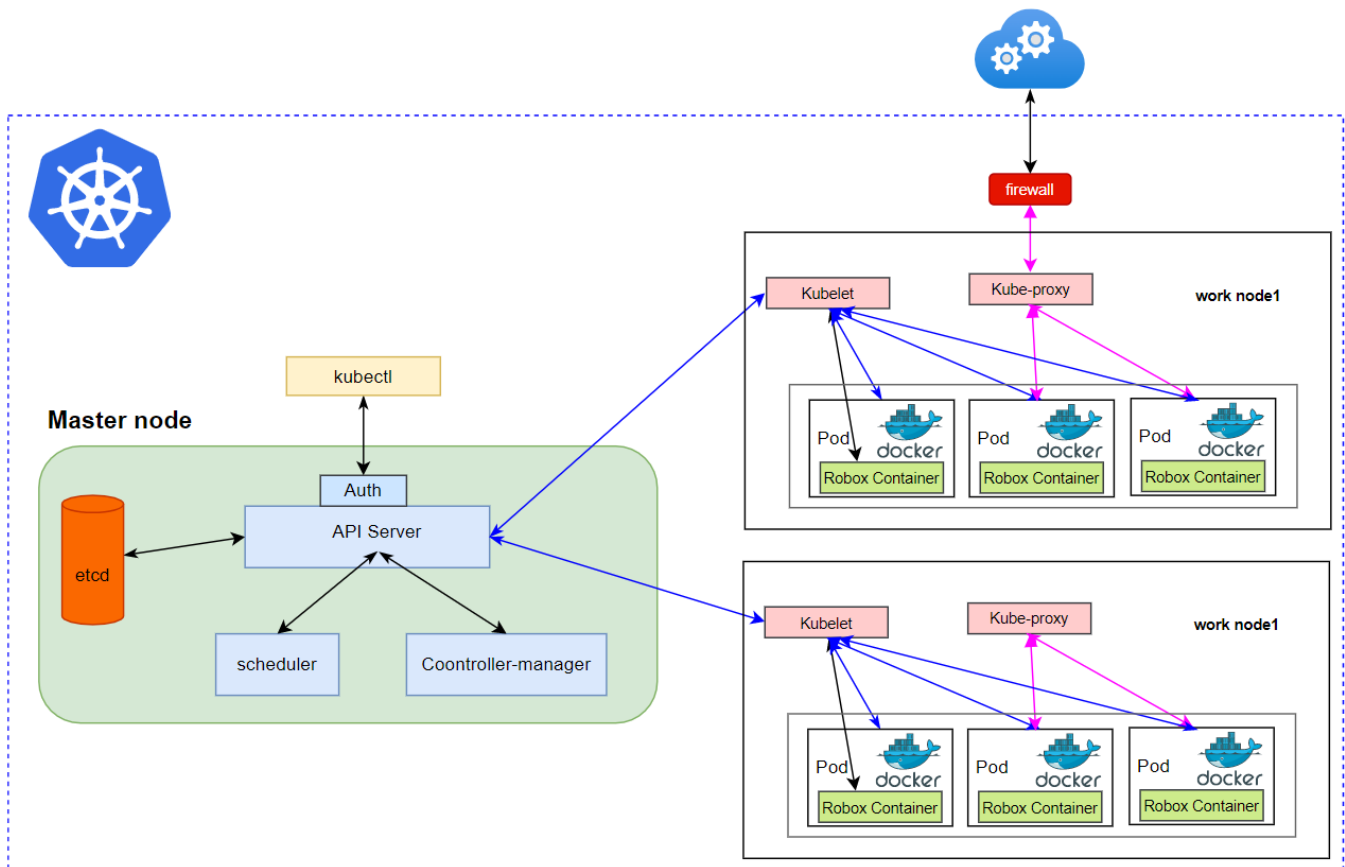 firewall
Kubelet
Kube-proxy
work node1
Pod
docker
Robox Container
Pod
docker
Robox Container
Pod
docker
Robox Container
kubectl
Master node
Auth
API Server
etcd
scheduler
Coontroller-manager
Kubelet
Kube-proxy
work node1
Pod
docker
Robox Container
Pod
docker
Robox Container
Pod
docker
Robox Container